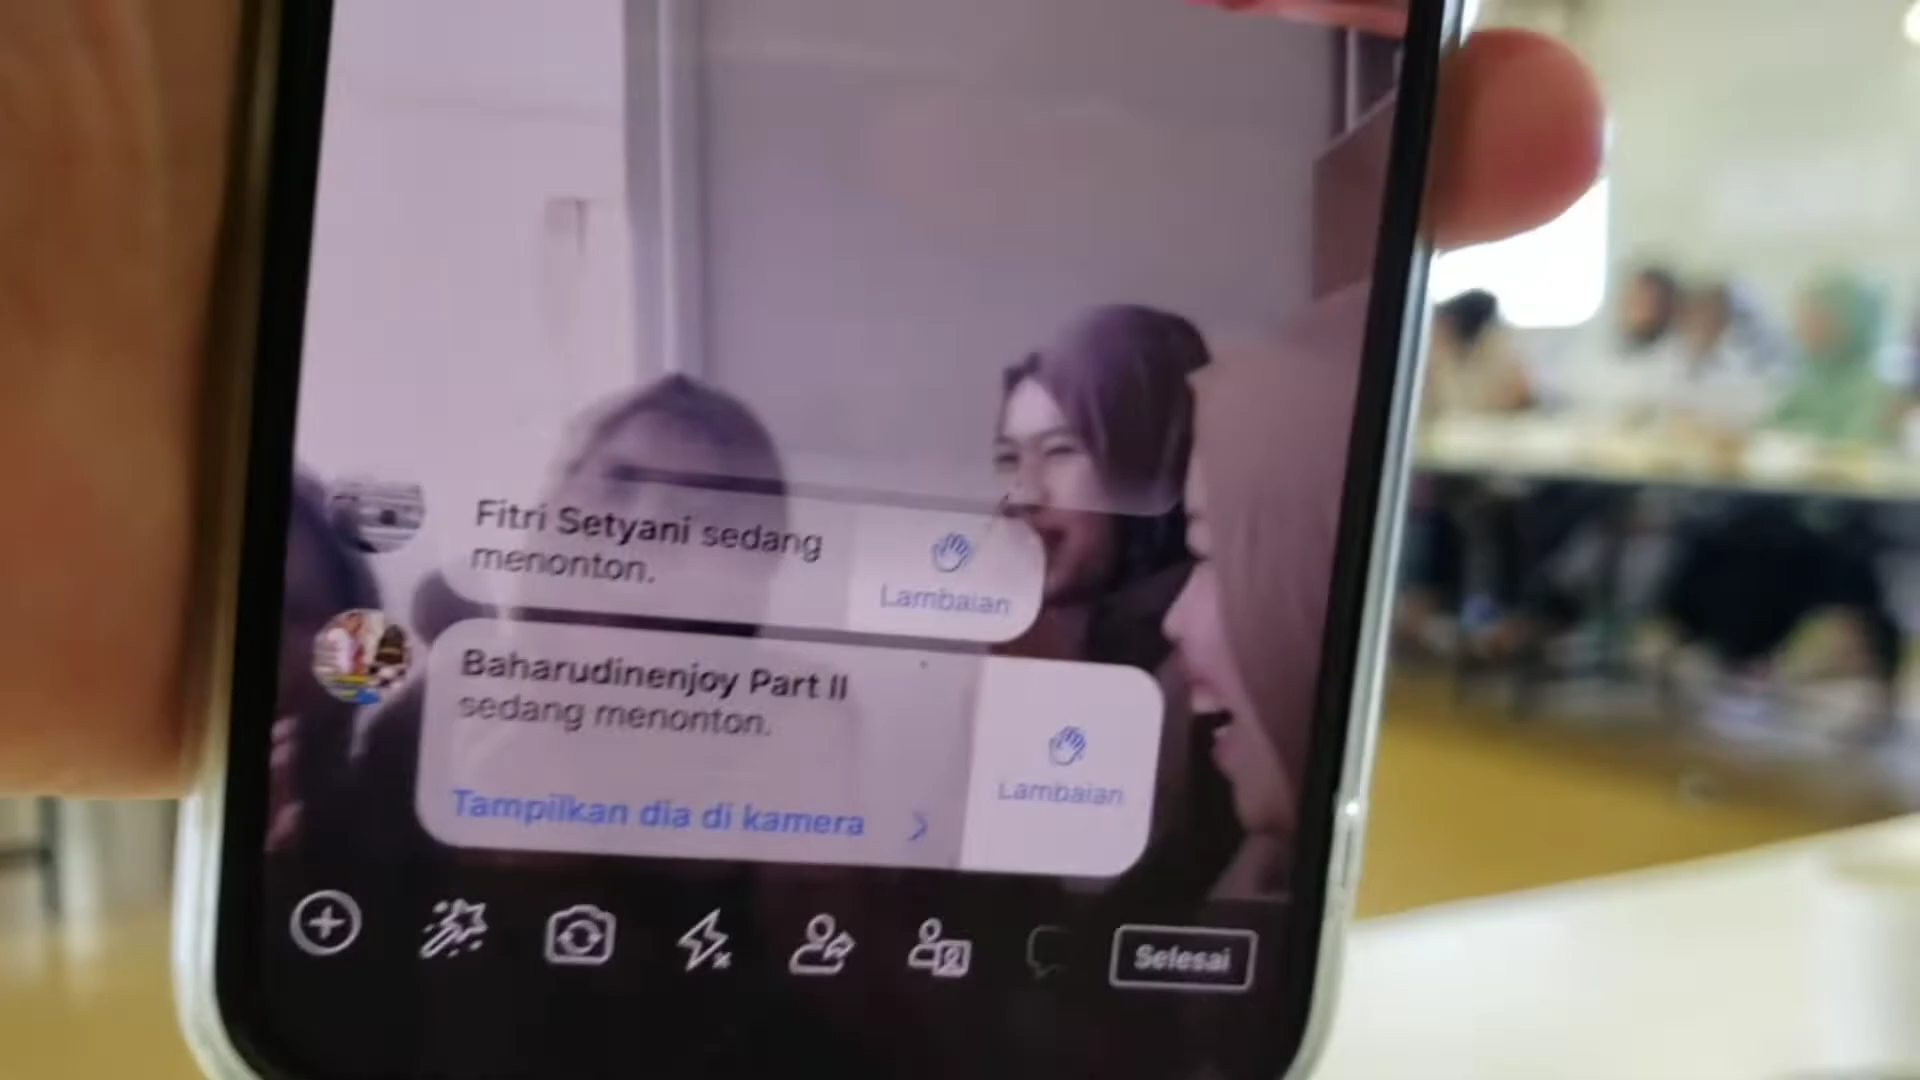 Fitri Setyani sedang
menonton.
Lambaian
Baharudinenjoy Part II
sedang menonton.
Lambaian
Tampilkan dia di kamera
Selesai